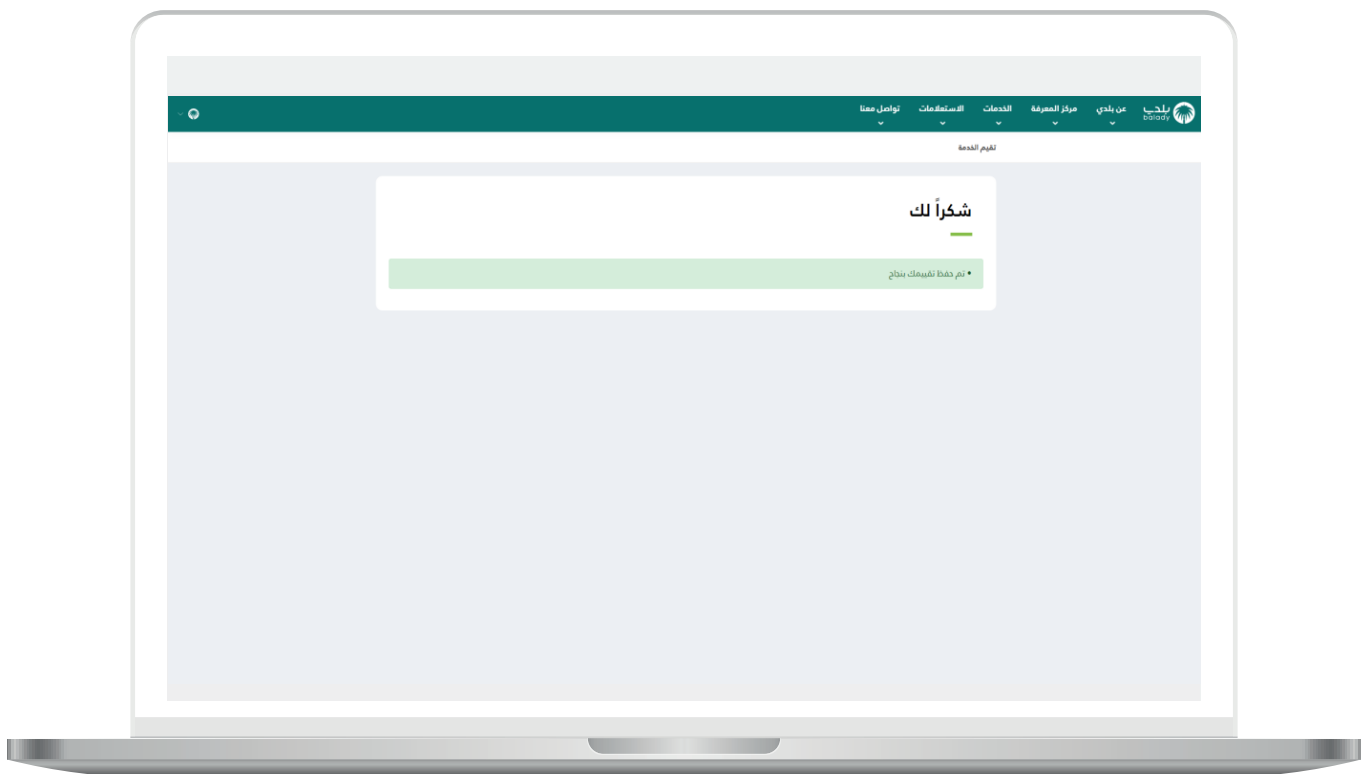 بلدي
balady
عن بلدي مركز المعرفة الخدمات الاستعلامات تواصل معنا
تقيم الخدمة
شكراً لك
• تم حفظ تقييمك بنجاح